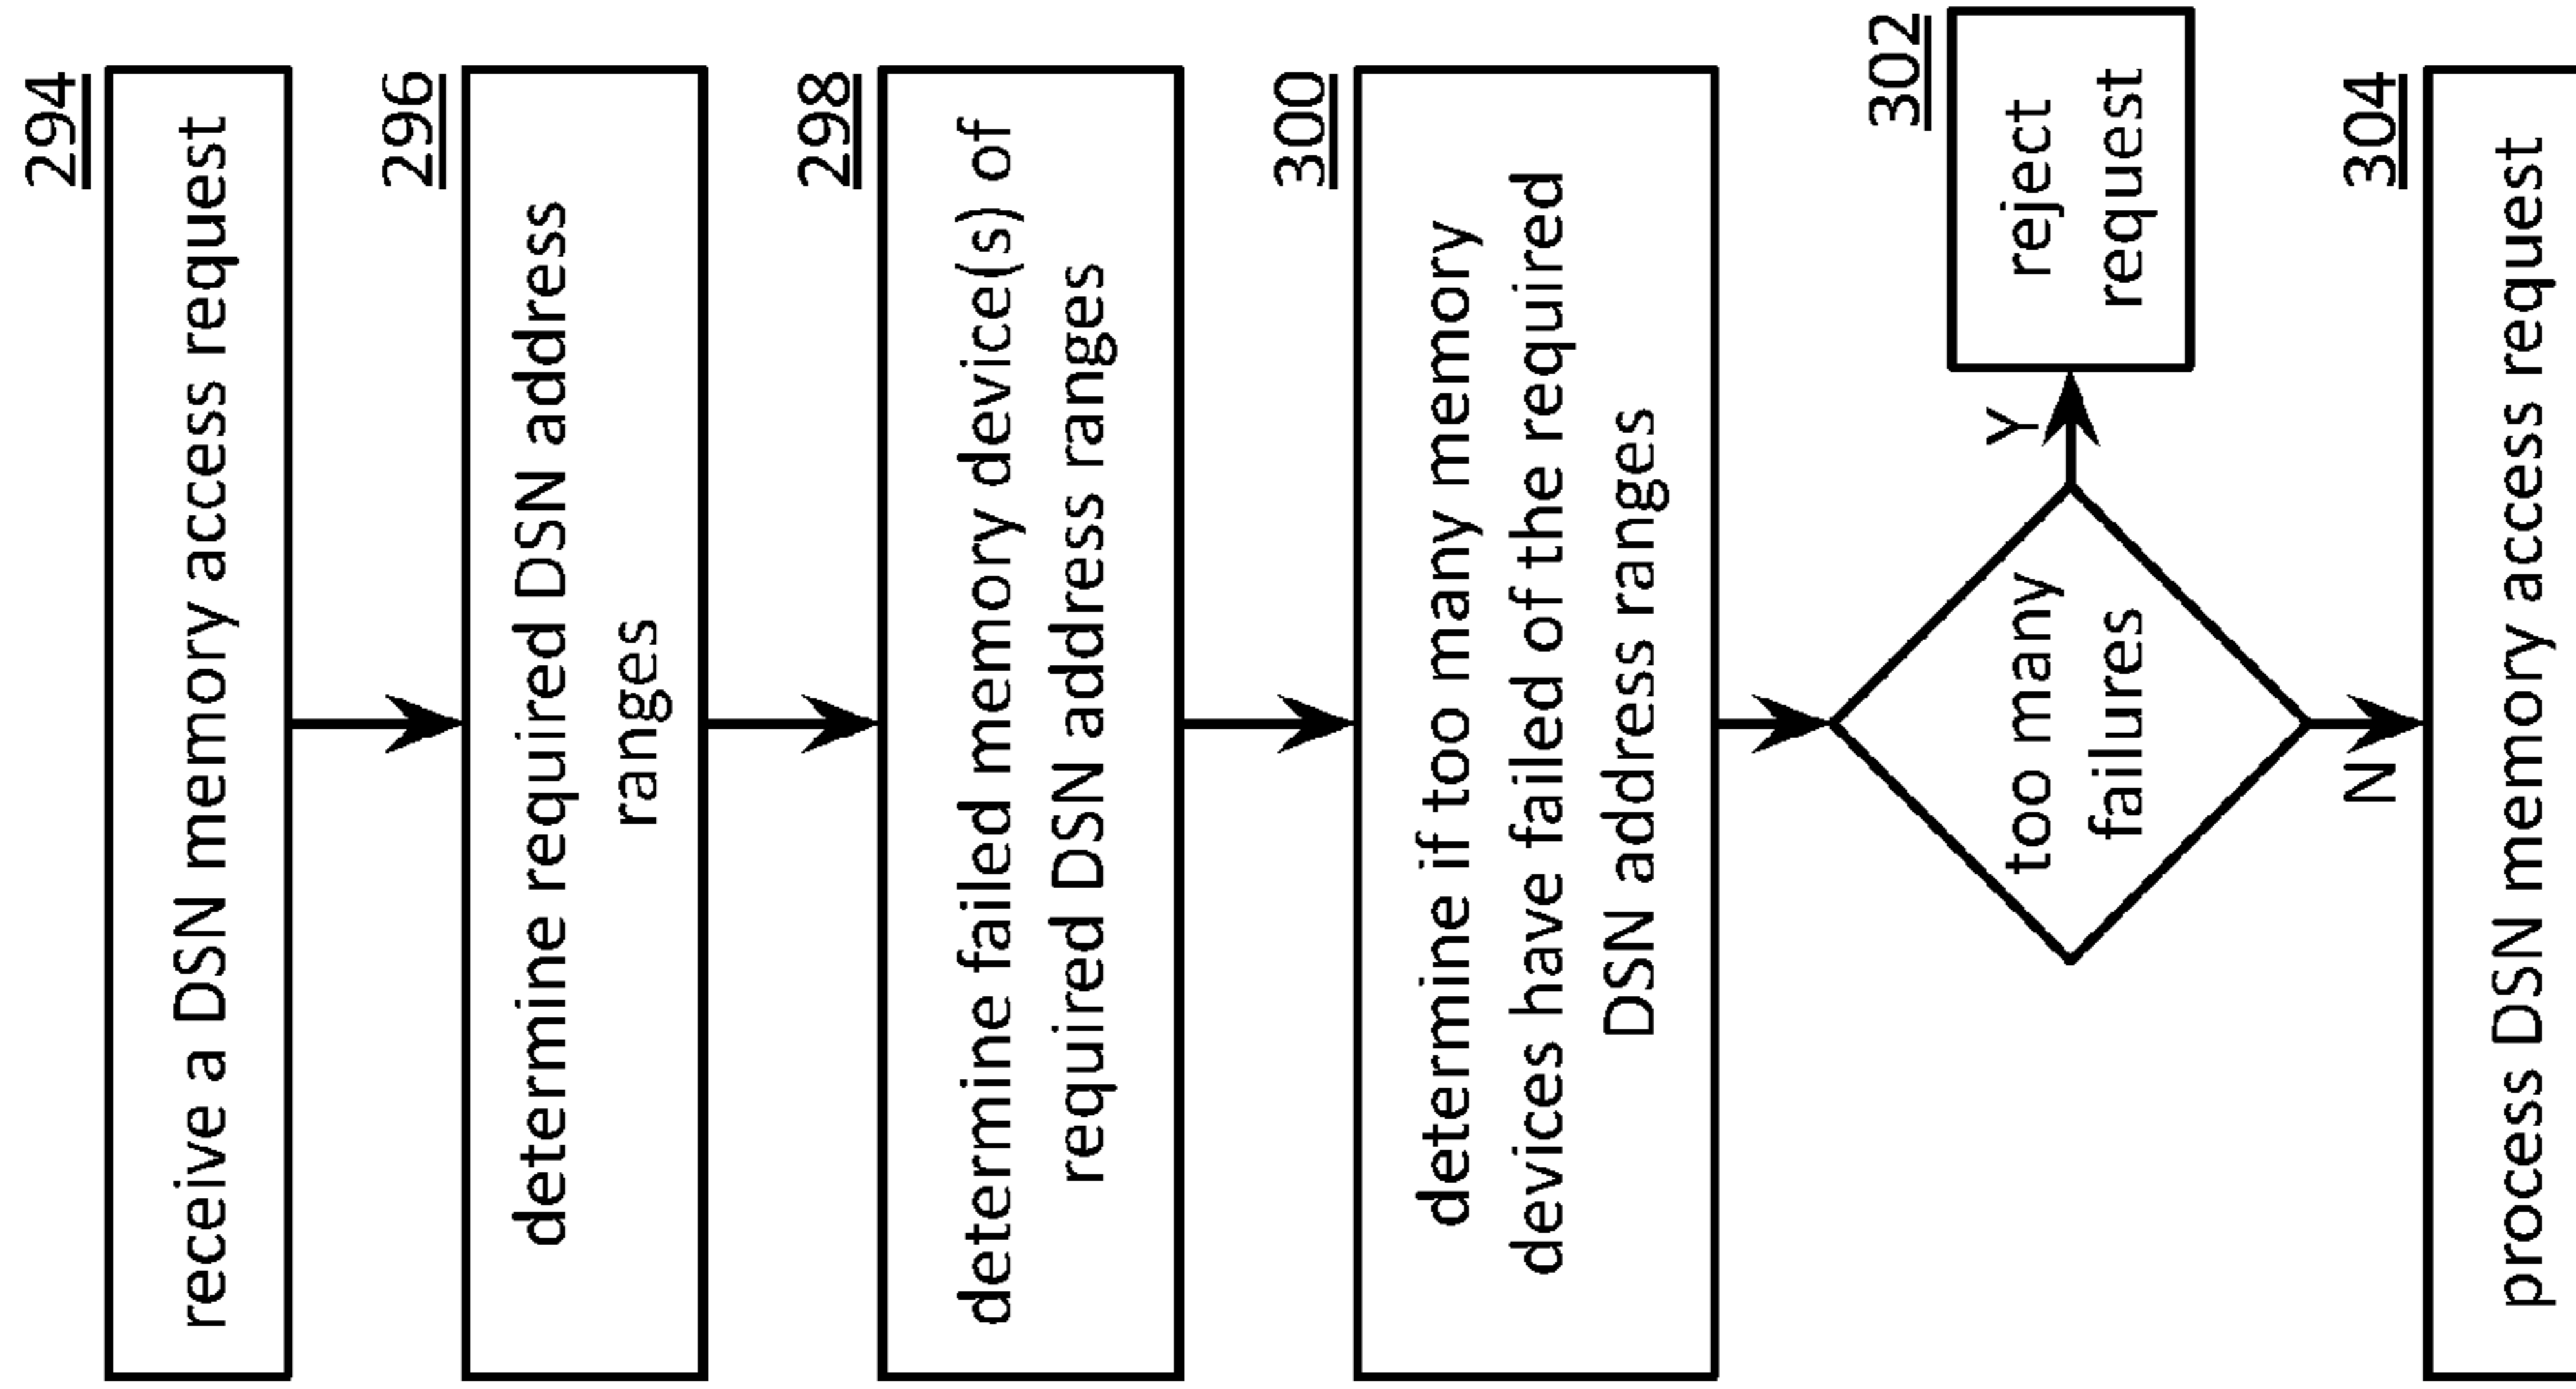 294
receive a DSN memory access request
296
determine required DSN address
ranges
298
determine failed memory device(s) of
required DSN address ranges
300
determine if too many memory
devices have failed of the required
DSN address ranges
too many
failures
Y
302
reject
request
N
304
process DSN memory access request